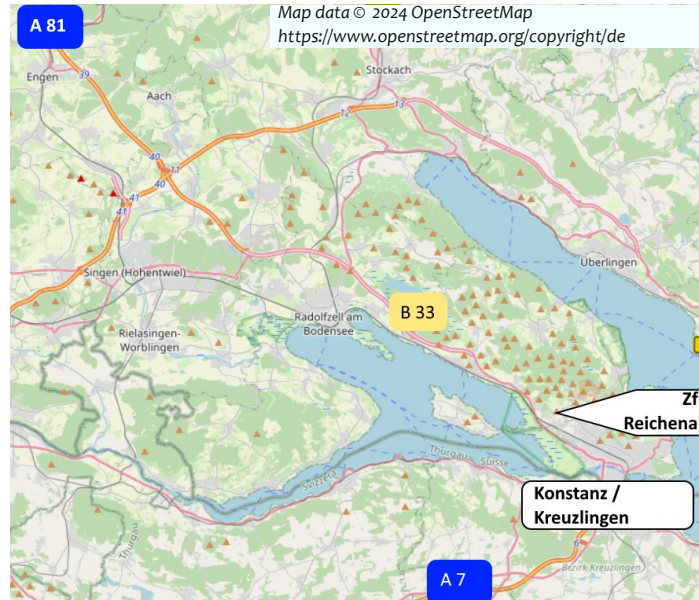 A 81
Map data © 2024 OpenStreetMap
https://www.openstreetmap.org/copyright/de
Engen
39
Stockach
Aach
12
13
40
11
40
41
41
Singen (Hohentwiel)
Überlingen
Radolfzell am
Bodensee
B 33
Rielasingen-
Worblingen
Zf
Reichena
Thurgau
Suisse
Svizzera
Konstanz /
Kreuzlingen
Thurgau
6
Bezirk Kreuzlingen
A 7